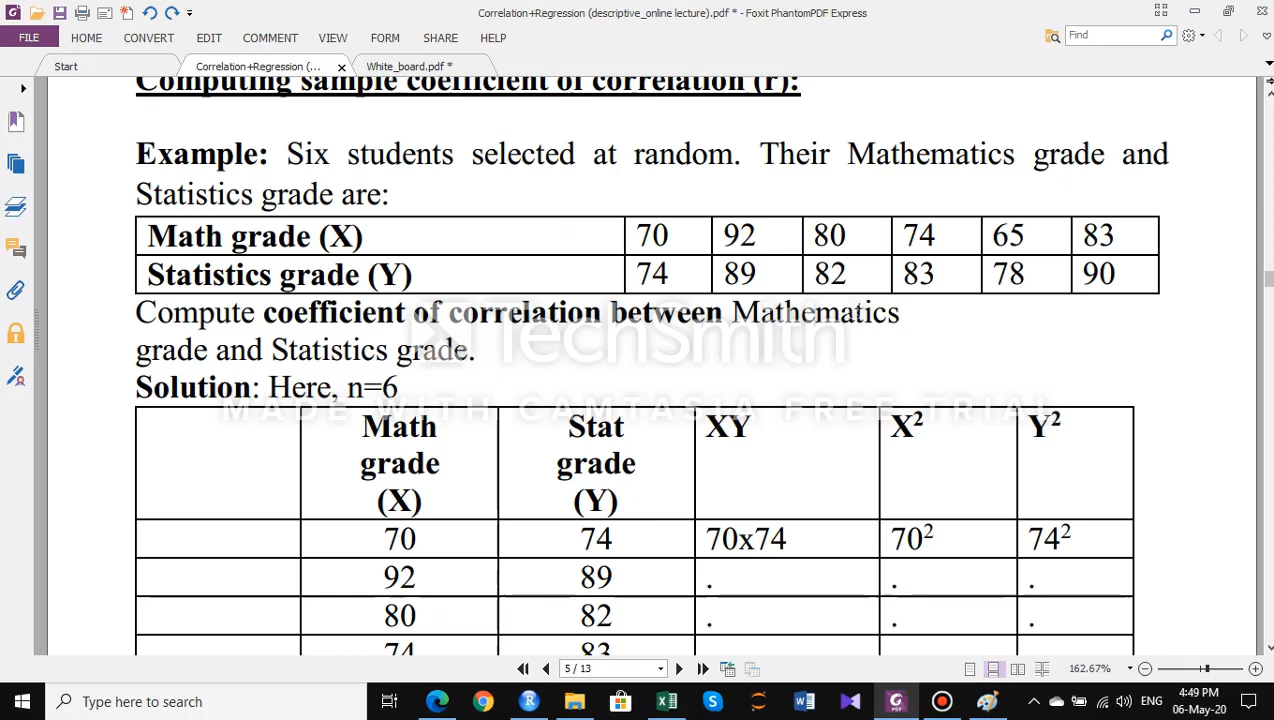 Correlation+Regression (descriptive_online lecture).pdf * - Foxit PhantomPDF Express
FILE HOME CONVERT EDIT COMMENT VIEW FORM SHARE HELP Find
Start Correlation+Regression (... White_board.pdf *
Computing sample coefficient of correlation (r):
Example: Six students selected at random. Their Mathematics grade and
Statistics grade are:
Math grade (X) 70 92 80 74 65 83
Statistics grade (Y) 74 89 82 83 78 90
Compute coefficient of correlation between Mathematics
grade and Statistics grade.
TechSmith
Solution: Here, n=6
MADE WITH CAMTASIA FREE TRIAL
Math grade (X) Stat grade (Y) XY X² Y²
70 74 70x74 70² 74²
92 89 . . .
80 82 . . .
74 83
5 / 13 162.67%
Type here to search ENG 4:49 PM
06-May-20